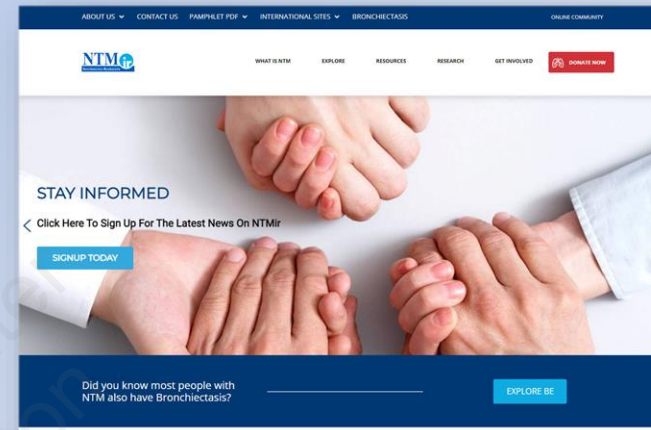 ABOUT US CONTACT US PAMPHLET PDF INTERNATIONAL SITES BRONCHIECTASIS ONLINE COMMUNITY
NTMir
WHAT IS NTM EXPLORE RESOURCES RESEARCH GET INVOLVED DONATE NOW
STAY INFORMED
Click Here To Sign Up For The Latest News On NTMir
SIGNUP TODAY
Did you know most people with
NTM also have Bronchiectasis?
EXPLORE BE